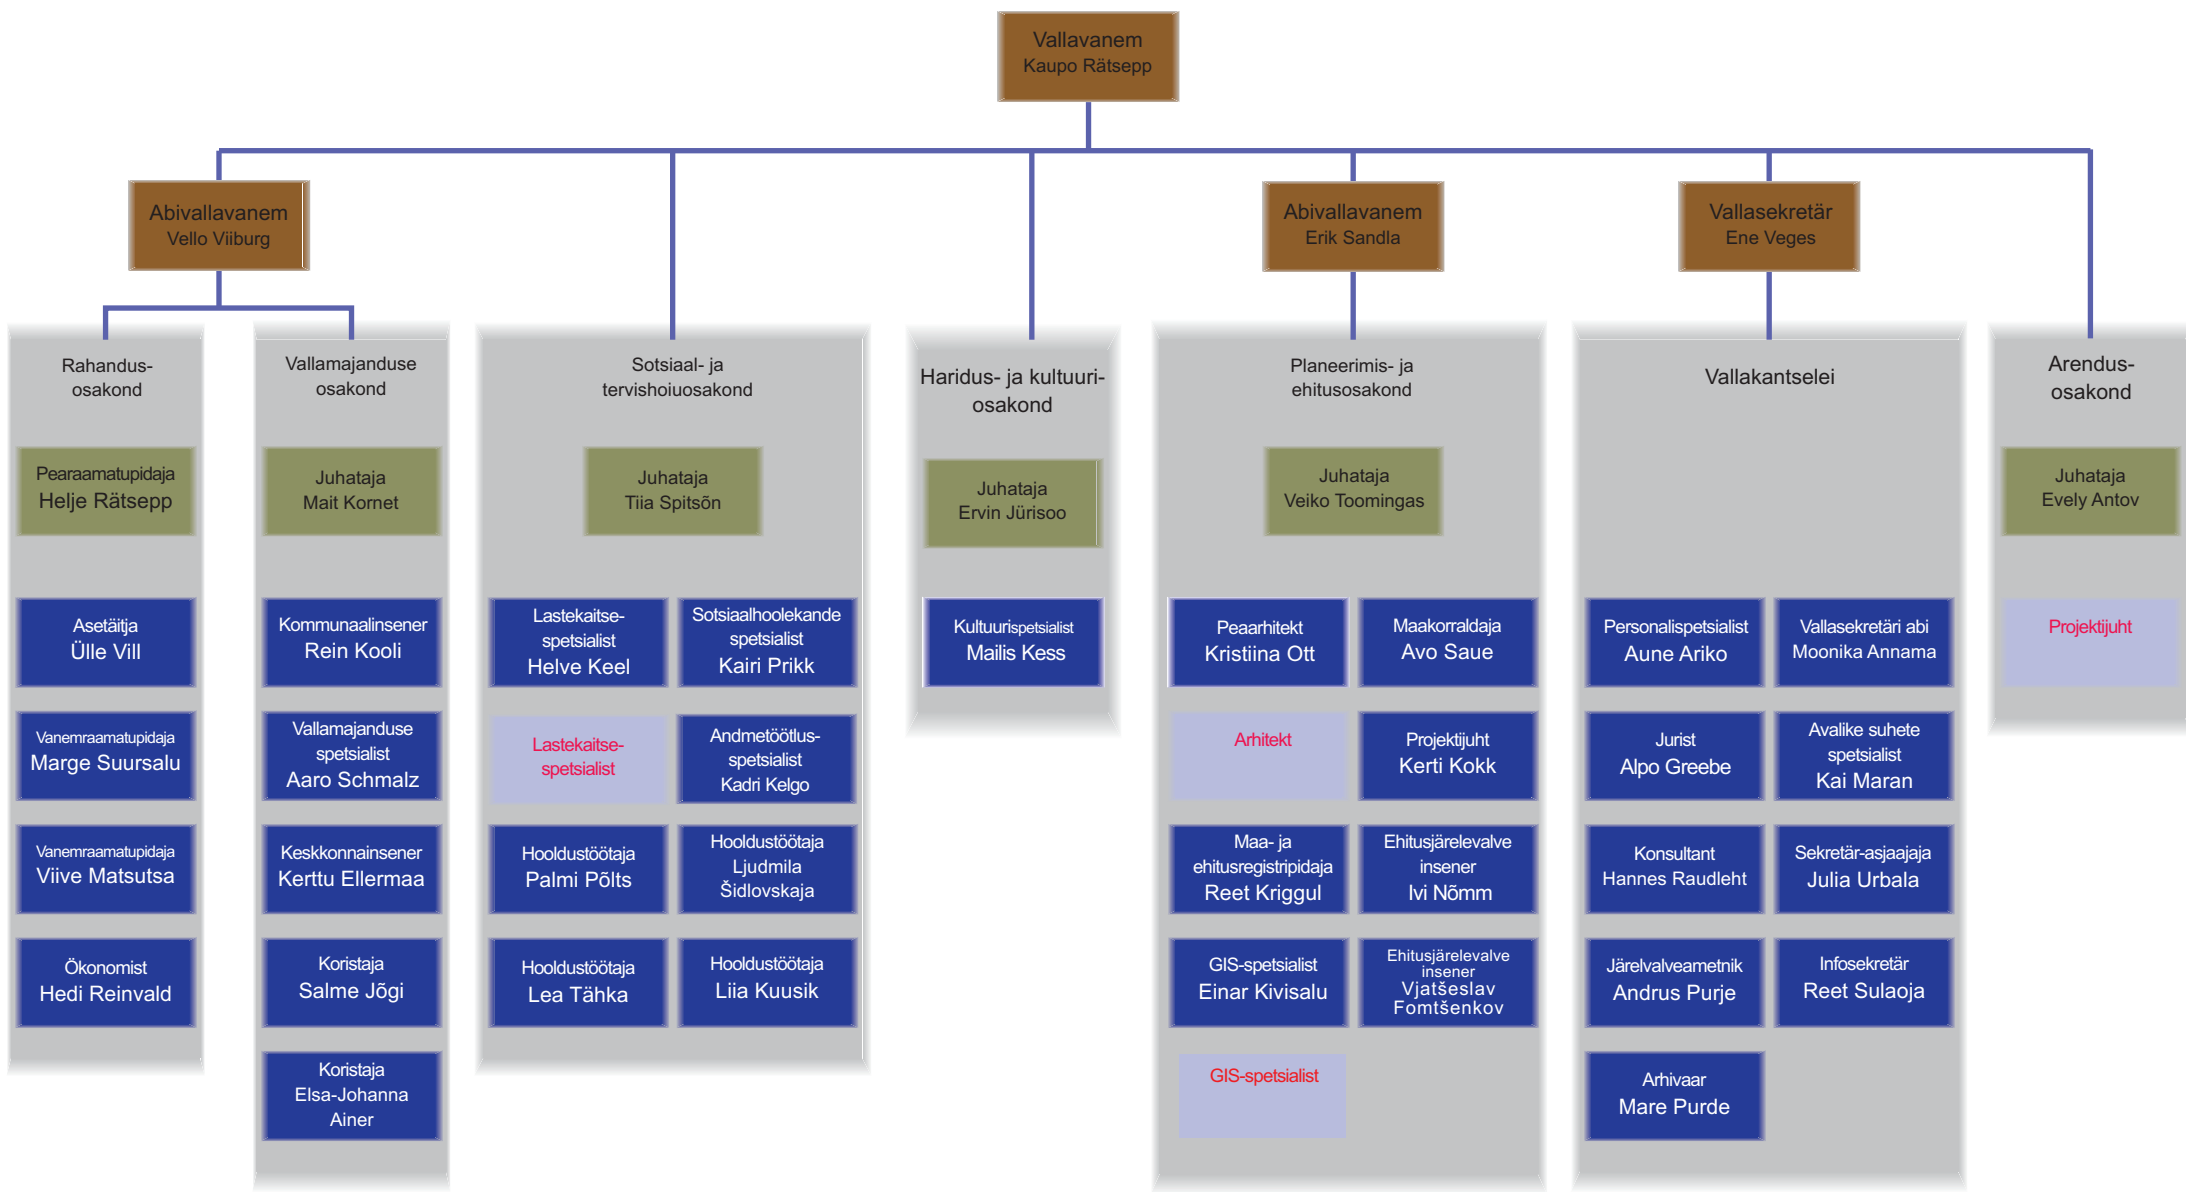 Vallavanem
Kaupo Rätsepp
Abivallavanem
Vello Viiburg
Abivallavanem
Erik Sandla
Vallasekretär
Ene Veges
Rahandus-
osakond
Pearaamatupidaja
Helje Rätsepp
Asetäitja
Ülle Vill
Vanemraamatupidaja
Marge Suursalu
Vanemraamatupidaja
Viive Matsutsa
Ökonomist
Hedi Reinvald
Vallamajanduse
osakond
Juhataja
Mait Kornet
Kommunaalinsener
Rein Kooli
Vallamajanduse
spetsialist
Aaro Schmalz
Keskkonnainsener
Kerttu Ellermaa
Koristaja
Salme Jõgi
Koristaja
Elsa-Johanna
Ainer
Sotsiaal- ja
tervishoiuosakond
Juhataja
Tiia Spitsõn
Lastekaitse-
spetsialist
Helve Keel
Sotsiaalhoolekande
spetsialist
Kairi Prikk
Lastekaitse-
spetsialist
Andmetöötlus-
spetsialist
Kadri Kelgo
Hooldustöötaja
Palmi Põlts
Hooldustöötaja
Ljudmila
Šidlovskaja
Hooldustöötaja
Lea Tähka
Hooldustöötaja
Liia Kuusik
Haridus- ja kultuuri-
osakond
Juhataja
Ervin Jürisoo
Kultuurispetsialist
Mailis Kess
Planeerimis- ja
ehitusosakond
Juhataja
Veiko Toomingas
Peaarhitekt
Kristiina Ott
Maakorraldaja
Avo Saue
Arhitekt
Projektijuht
Kerti Kokk
Maa- ja
ehitusregistripidaja
Reet Kriggul
Ehitusjärelevalve
insener
Ivi Nõmm
GIS-spetsialist
Einar Kivisalu
Ehitusjärelevalve
insener
Vjatšeslav
Fomtšenkov
GIS-spetsialist
Vallakantselei
Personalispetsialist
Aune Ariko
Vallasekretäri abi
Moonika Annama
Jurist
Alpo Greebe
Avalike suhete
spetsialist
Kai Maran
Konsultant
Hannes Raudleht
Sekretär-asjaajaja
Julia Urbala
Järelvalveametnik
Andrus Purje
Infosekretär
Reet Sulaoja
Arhivaar
Mare Purde
Arendus-
osakond
Juhataja
Evely Antov
Projektijuht